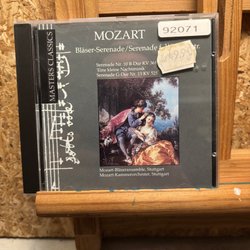 MASTERS CLASSICS
MOZART
92071
Bläser-Serenade/Serenade
Serenade Nr. 10 B-Dur KV 361
"Eine kleine Nachtmusik
Serenade G-Dur Nr. 13 KV 525
Mozart-Bläserensemble, Stuttgart
Mozart-Kammerorchester, Stuttgart